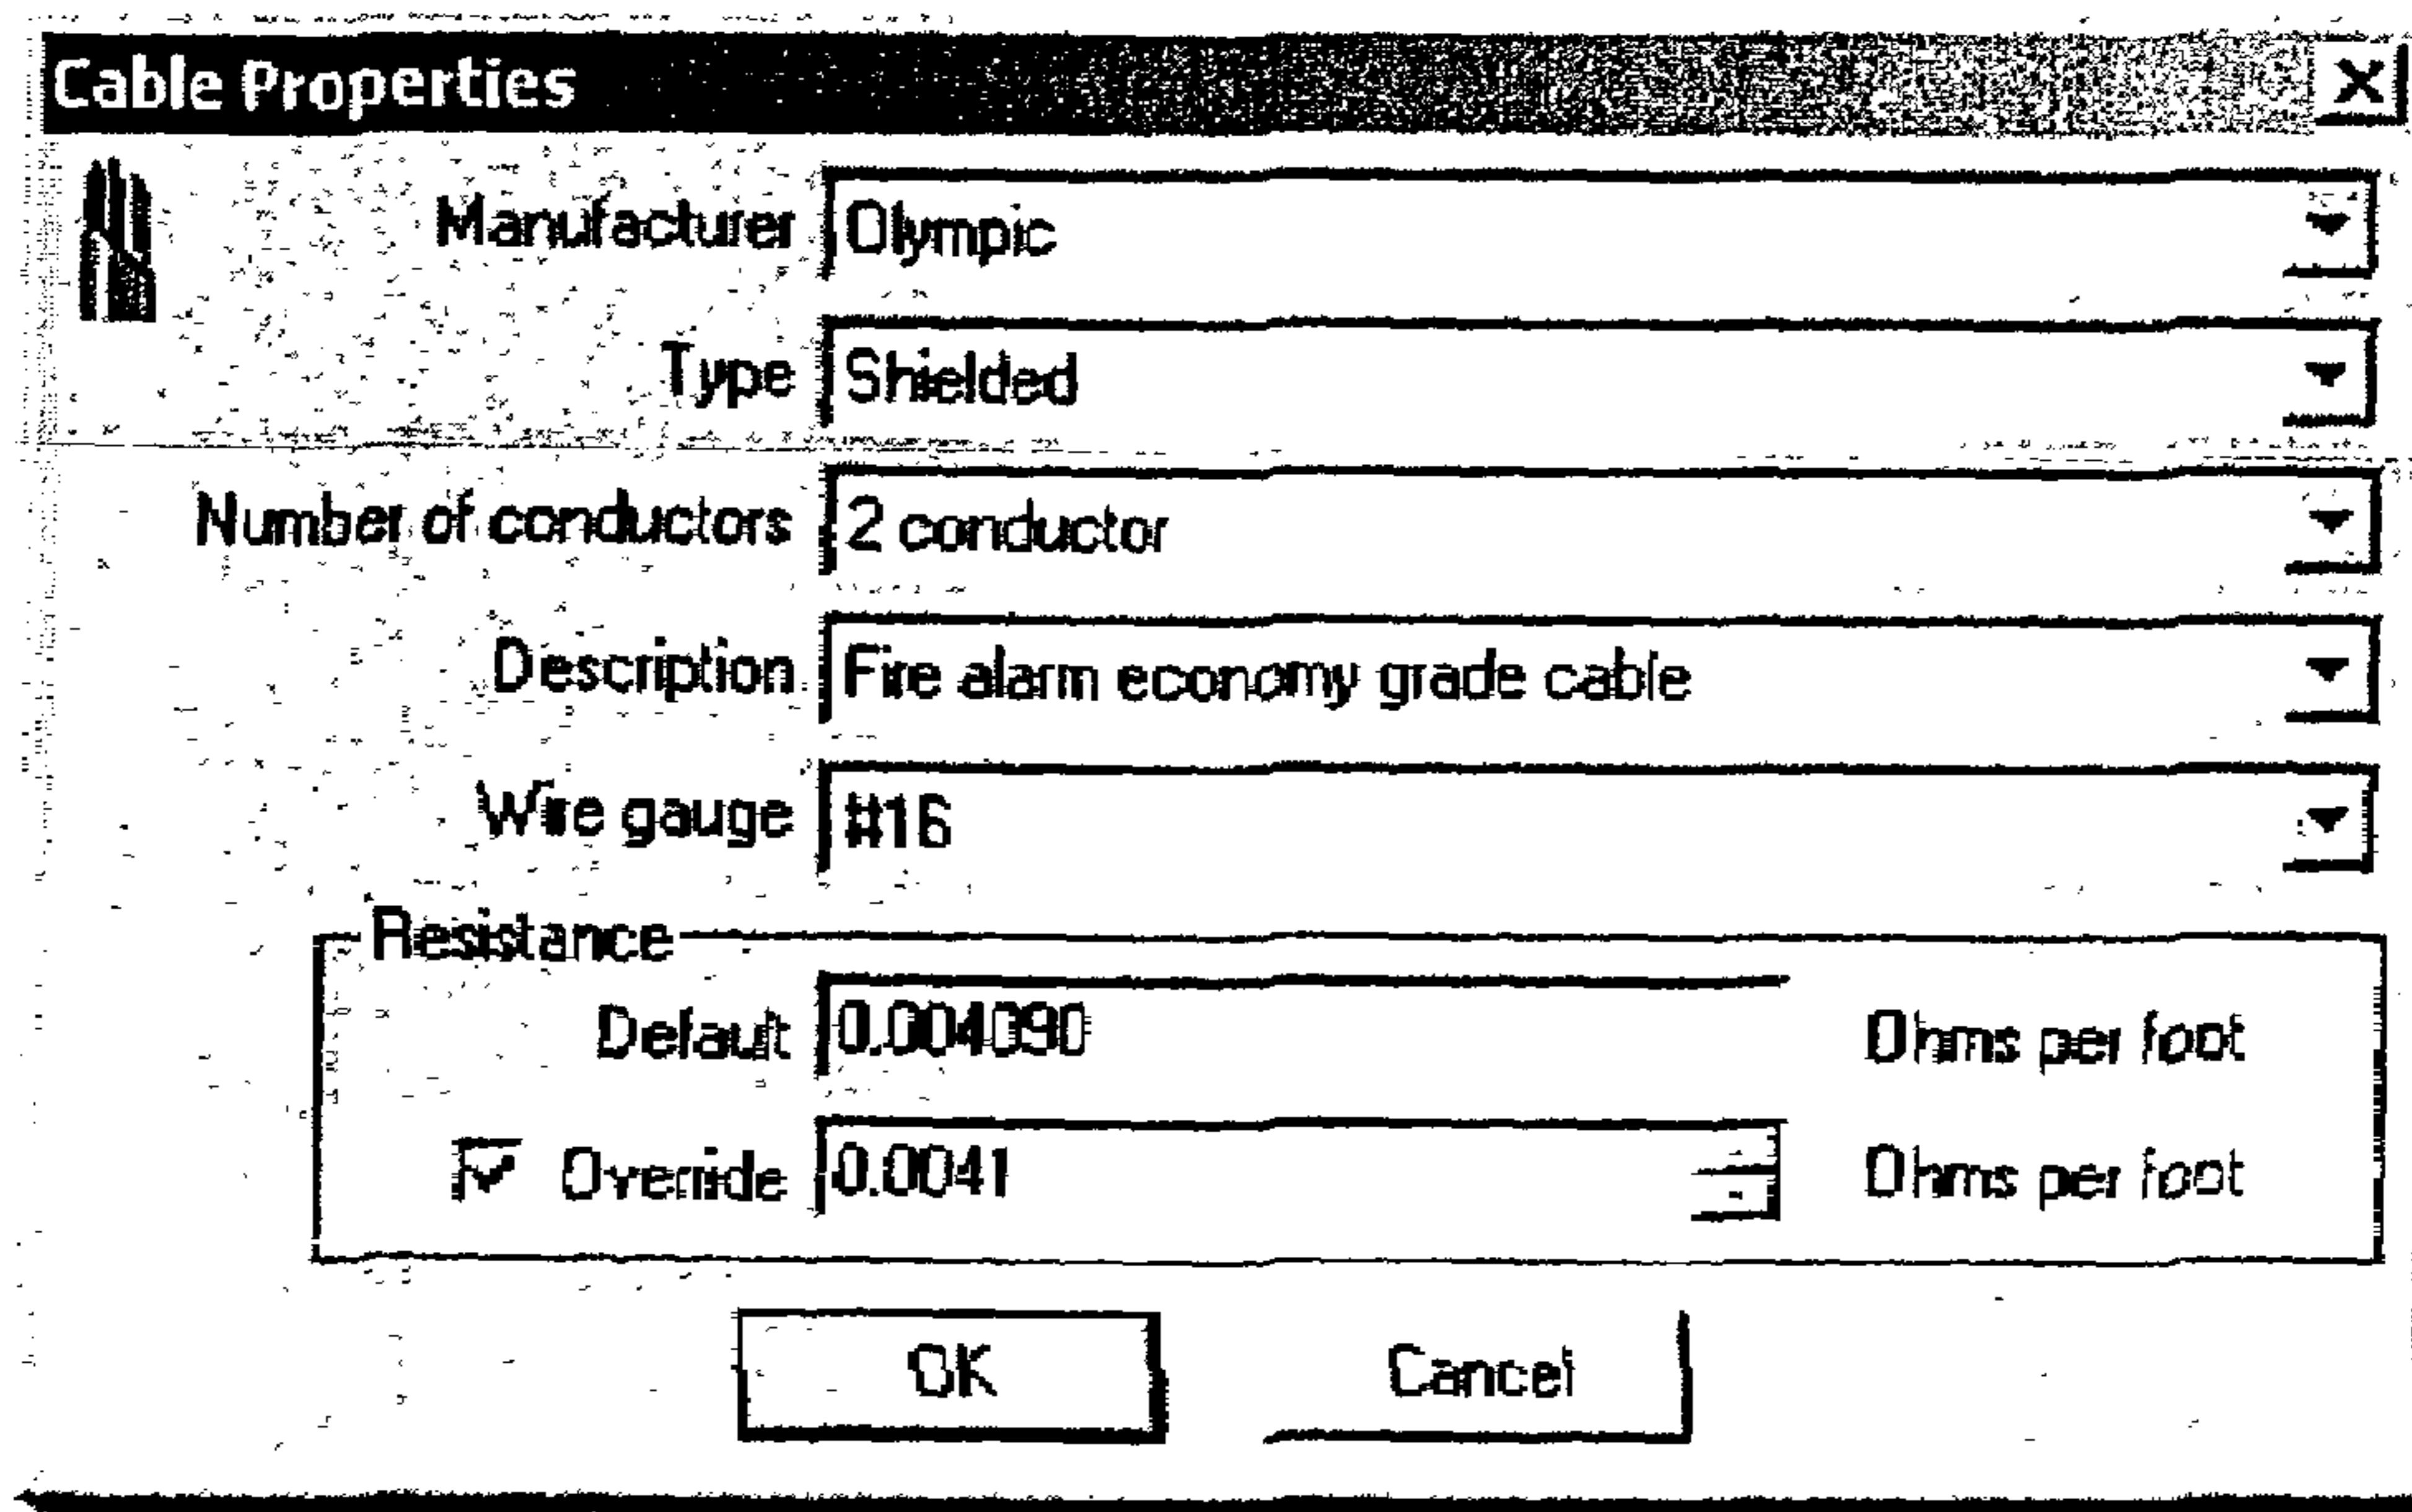 Cable Properties
Manufacturer Olympic
Type Shielded
Number of conductors 2 conductor
Description Fire alarm economy grade cable
Wire gauge #16
Resistance
Default 0.004090 Ohms per foot
Override 0.0041 Ohms per foot
OK Cancel